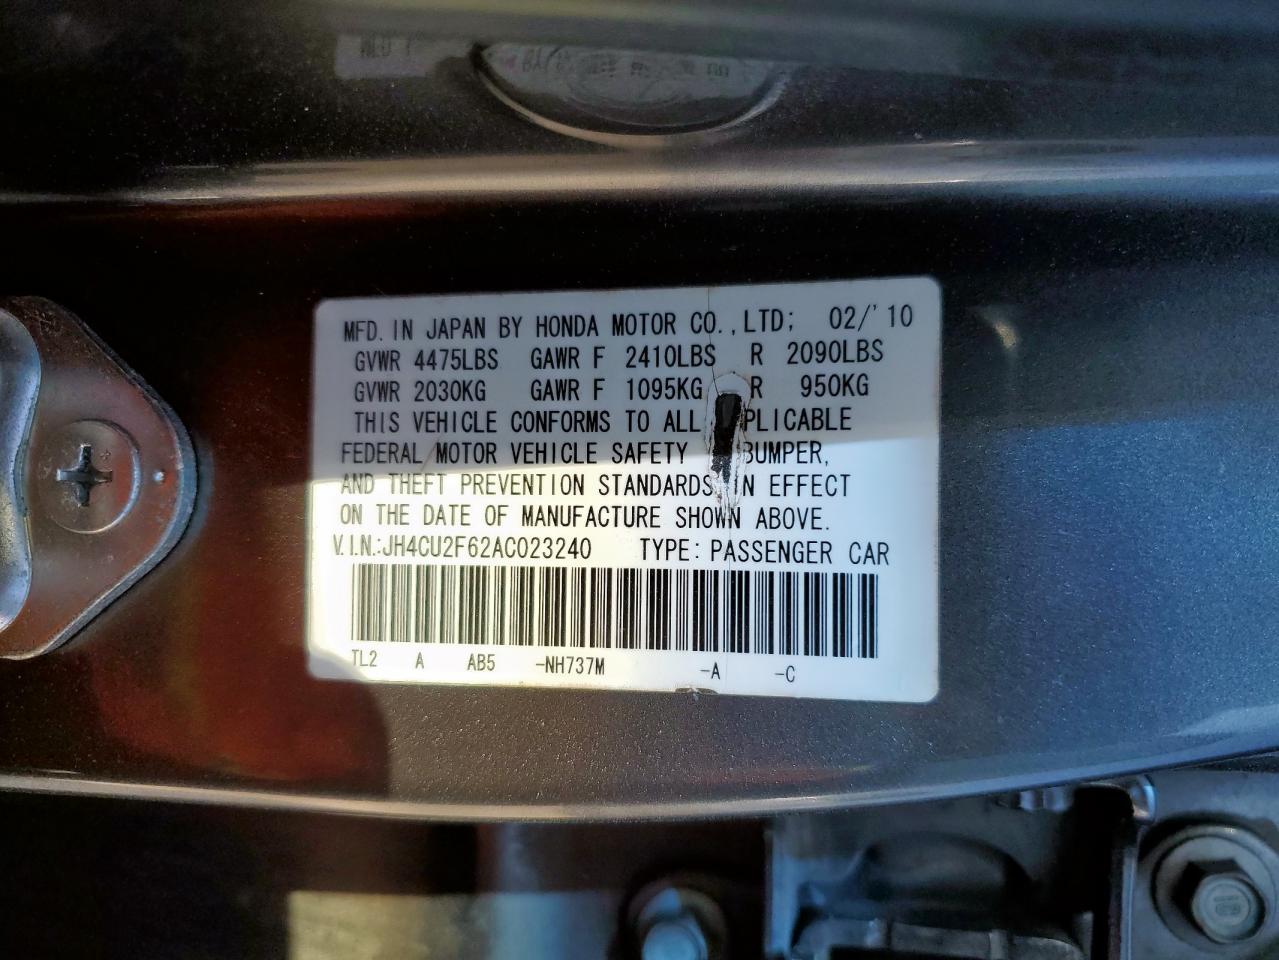 MFD. IN JAPAN BY HONDA MOTOR CO., LTD; 02/'10
GVWR 4475LBS GAWR F 2410LBS R 2090LBS
GVWR 2030KG GAWR F 1095KG R 950KG
THIS VEHICLE CONFORMS TO ALL PLICABLE
FEDERAL MOTOR VEHICLE SAFETY BUMPER,
AND THEFT PREVENTION STANDARDS IN EFFECT
ON THE DATE OF MANUFACTURE SHOWN ABOVE.
V.I.N.:JH4CU2F62AC023240 TYPE: PASSENGER CAR
TL2 A AB5 -NH737M -A -C